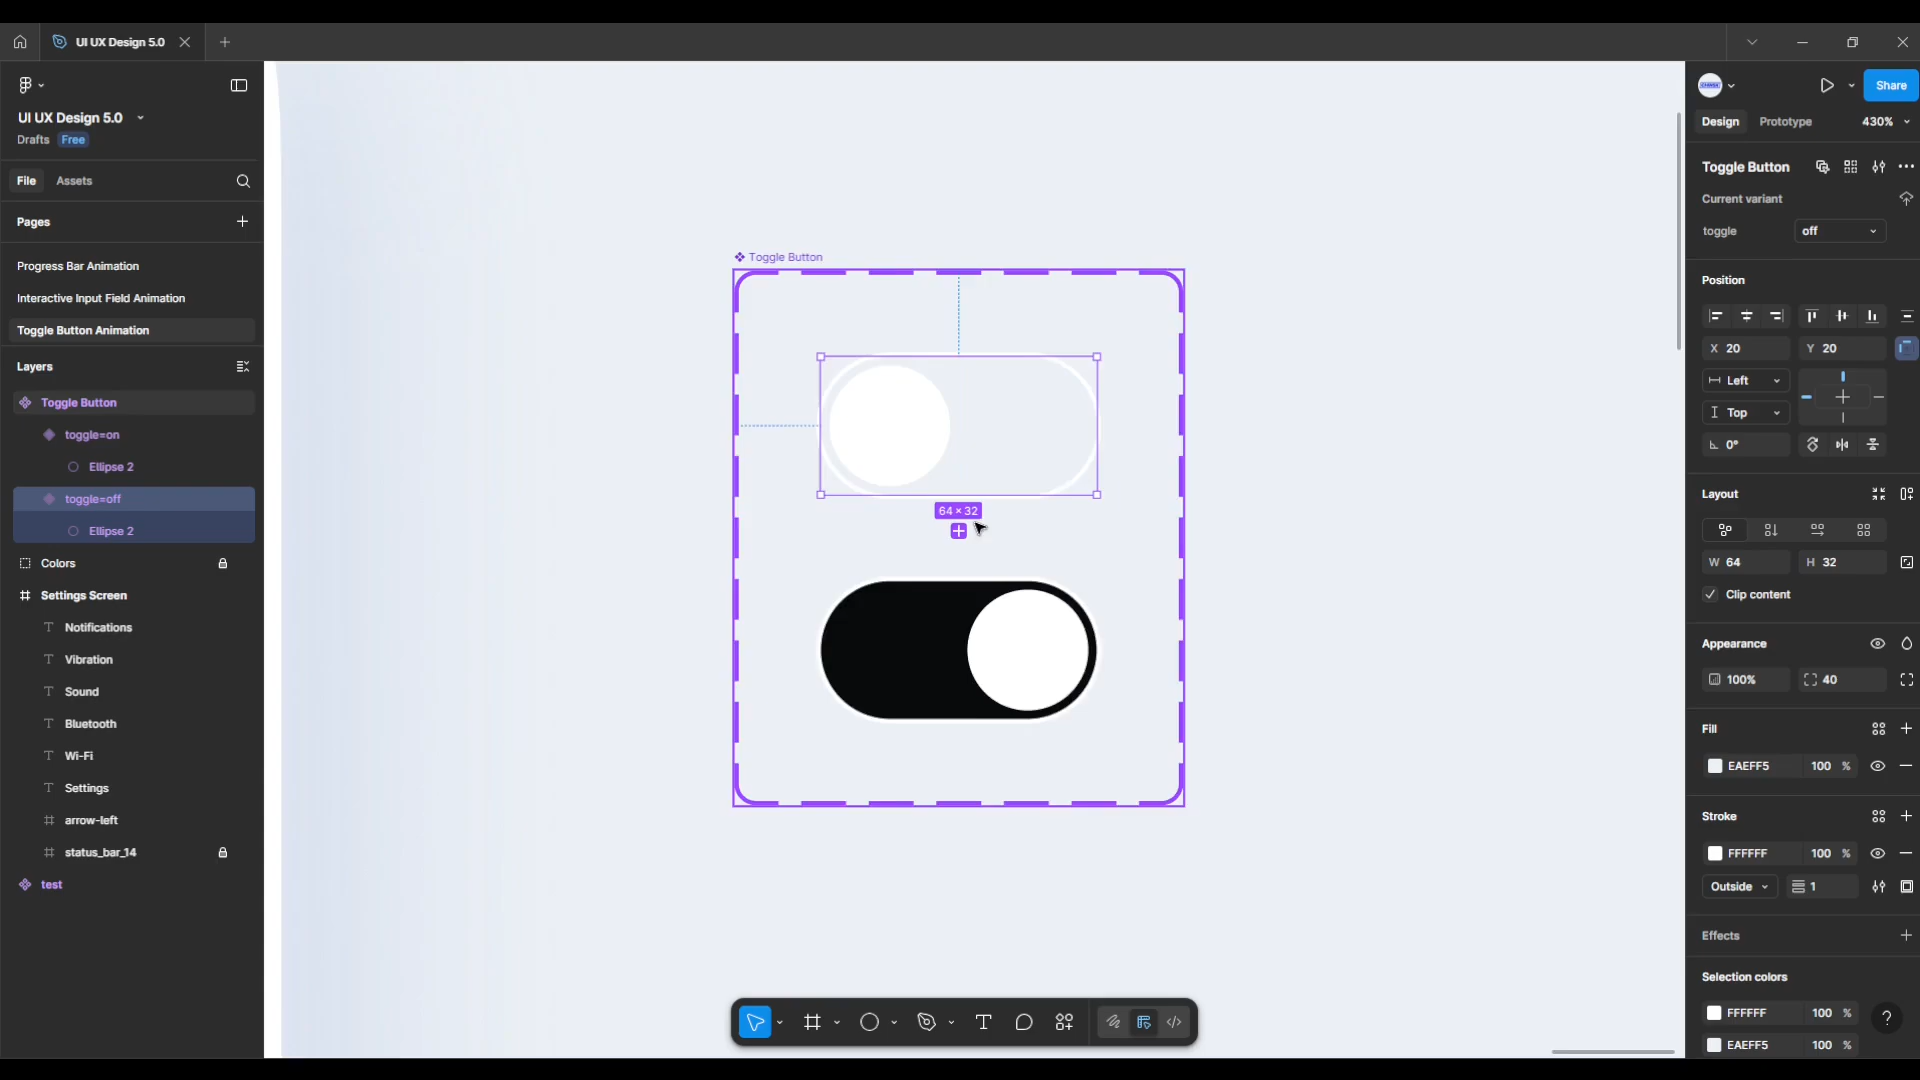 UI UX Design 5.0
UI UX Design 5.0
Drafts Free
File Assets
Pages
Progress Bar Animation
Interactive Input Field Animation
Toggle Button Animation
Layers
Toggle Button
toggle=on
Ellipse 2
toggle=off
Ellipse 2
Colors
Settings Screen
Notifications
Vibration
Sound
Bluetooth
Wi-Fi
Settings
arrow-left
status_bar_14
test
Toggle Button
64 × 32
Share
Design Prototype 430%
Toggle Button
Current variant
toggle off
Position
X 20 Y 20
Left
Top
0°
Layout
W 64 H 32
Clip content
Appearance
100% 40
Fill
EAEFF5 100 %
Stroke
FFFFFF 100 %
Outside 1
Effects
Selection colors
FFFFFF 100 %
?
EAEFF5 100 %